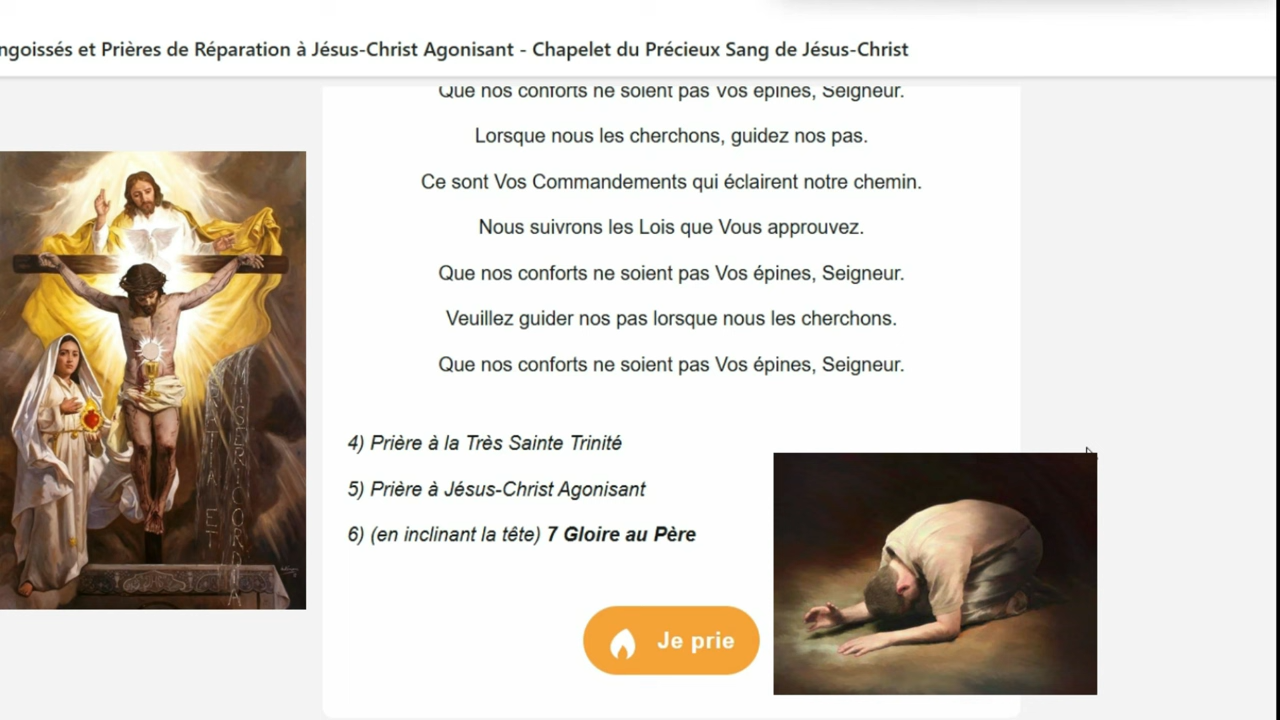 ngoissés et Prières de Réparation à Jésus-Christ Agonisant - Chapelet du Précieux Sang de Jésus-Christ
Que nos conforts ne soient pas Vos épines, Seigneur.
Lorsque nous les cherchons, guidez nos pas.
Ce sont Vos Commandements qui éclairent notre chemin.
Nous suivrons les Lois que Vous approuvez.
Que nos conforts ne soient pas Vos épines, Seigneur.
Veuillez guider nos pas lorsque nous les cherchons.
Que nos conforts ne soient pas Vos épines, Seigneur.
4) Prière à la Très Sainte Trinité
5) Prière à Jésus-Christ Agonisant
6) (en inclinant la tête) 7 Gloire au Père
Je prie
ET
MISERICORDIA